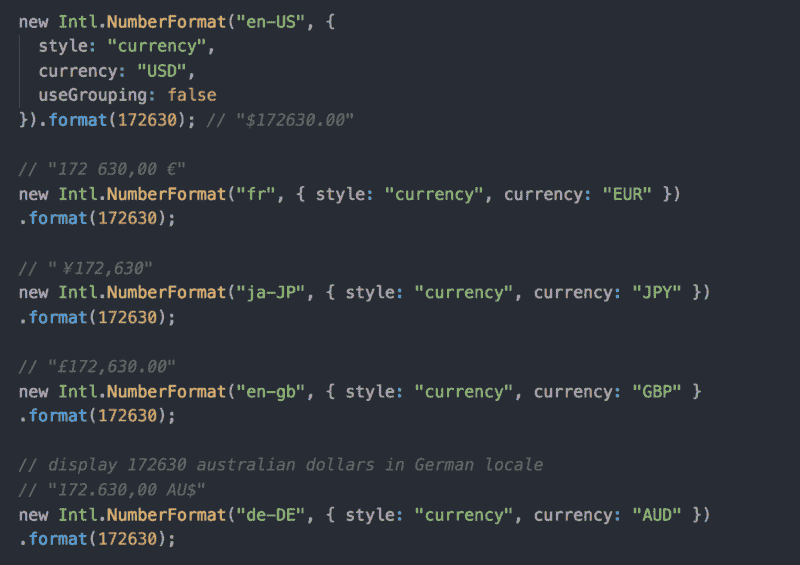 new Intl.NumberFormat("en-US", {
  style: "currency",
  currency: "USD",
  useGrouping: false
}).format(172630); // "$172630.00"

// "172 630,00 €"
new Intl.NumberFormat("fr", { style: "currency", currency: "EUR" })
.format(172630);

// "￥172,630"
new Intl.NumberFormat("ja-JP", { style: "currency", currency: "JPY" })
.format(172630);

// "£172,630.00"
new Intl.NumberFormat("en-gb", { style: "currency", currency: "GBP" }
.format(172630);

// display 172630 australian dollars in German locale
// "172.630,00 AU$"
new Intl.NumberFormat("de-DE", { style: "currency", currency: "AUD" })
.format(172630);